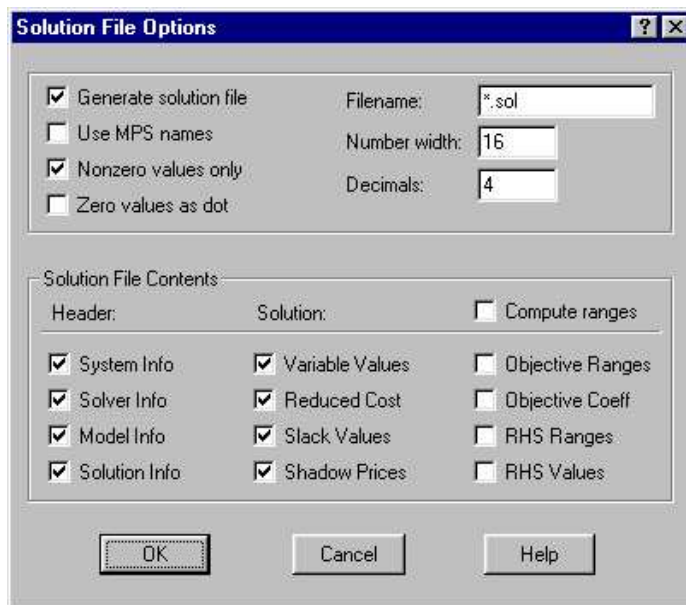 Solution File Options
Generate solution file
Use MPS names
Nonzero values only
Zero values as dot
Filename: *.sol
Number width: 16
Decimals: 4
Solution File Contents
Header: Solution: Compute ranges
System Info Variable Values Objective Ranges
Solver Info Reduced Cost Objective Coeff
Model Info Slack Values RHS Ranges
Solution Info Shadow Prices RHS Values
OK Cancel Help